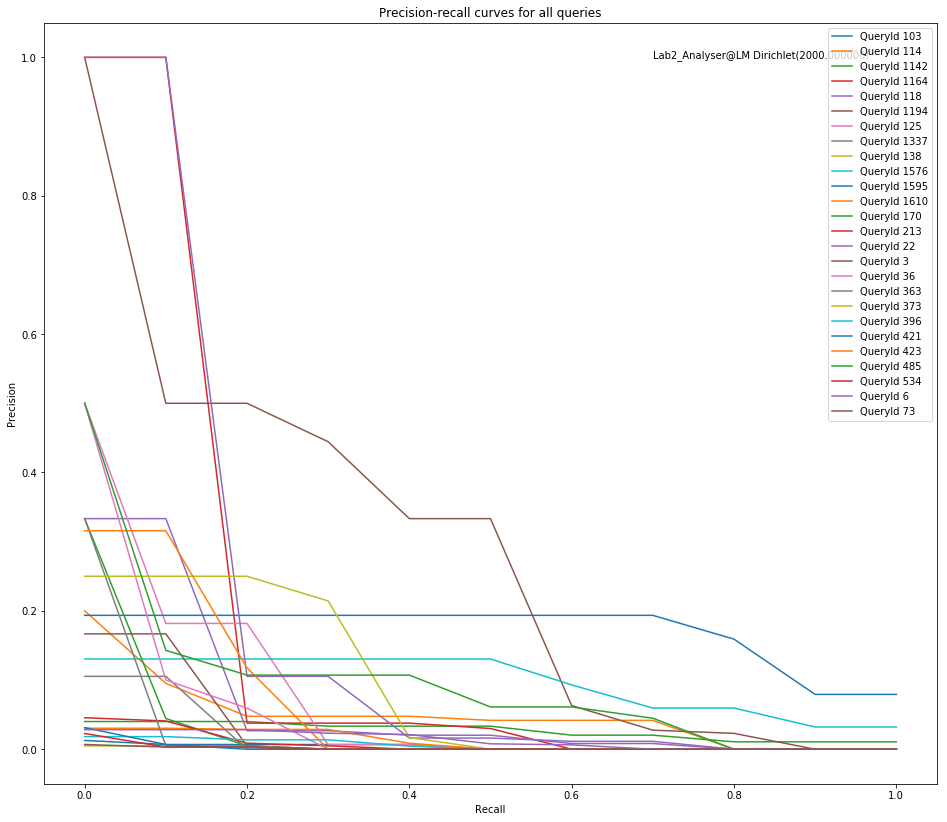 Precision-recall curves for all queries
Lab2_Analyser@LM Dirichlet(2000.000000)
QueryId 103
QueryId 114
QueryId 1142
QueryId 1164
QueryId 118
QueryId 1194
QueryId 125
QueryId 1337
QueryId 138
QueryId 1576
QueryId 1595
QueryId 1610
QueryId 170
QueryId 213
QueryId 22
QueryId 3
QueryId 36
QueryId 363
QueryId 373
QueryId 396
QueryId 421
QueryId 423
QueryId 485
QueryId 534
QueryId 6
QueryId 73
Precision
1.0
0.8
0.6
0.4
0.2
0.0
0.0 0.2 0.4 0.6 0.8 1.0
Recall